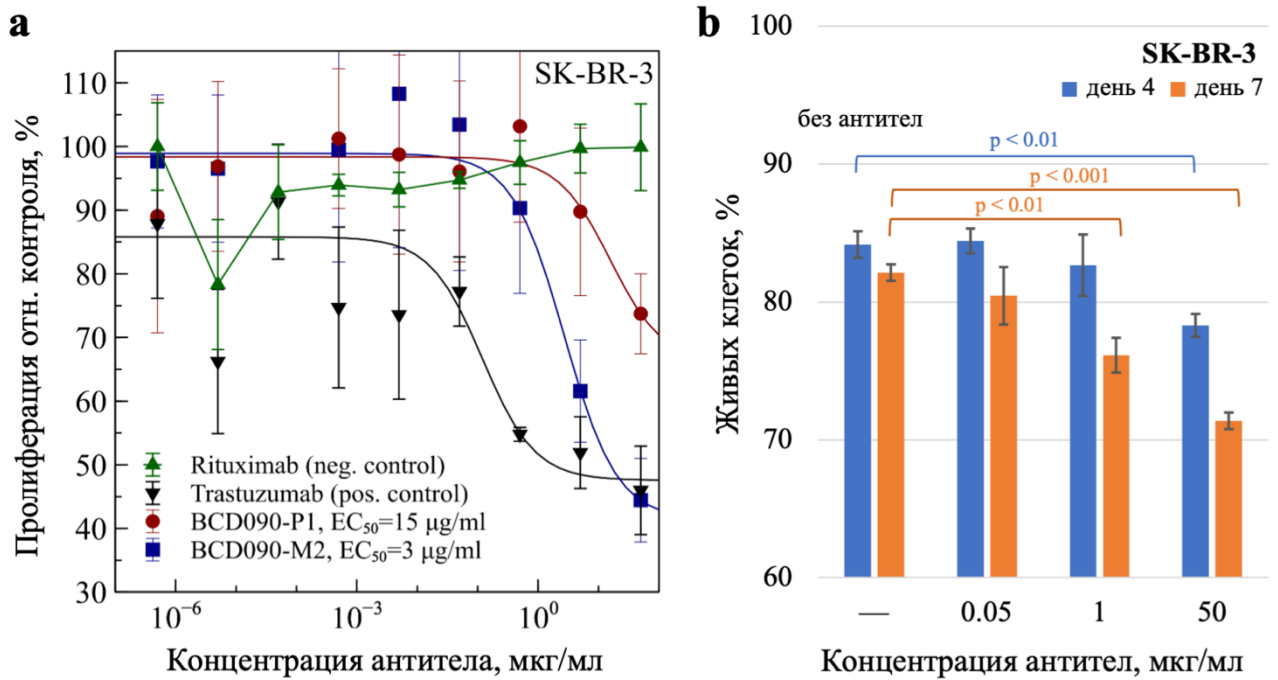 a
Пролиферация отн. контроля, %
110
100
90
80
70
60
50
40
30
SK-BR-3
Rituximab (neg. control)
Trastuzumab (pos. control)
BCD090-P1, EC₅₀=15 μg/ml
BCD090-M2, EC₅₀=3 μg/ml
10⁻⁶ 10⁻³ 10⁰
Концентрация антитела, мкг/мл
b
Живых клеток, %
100
90
80
70
60
SK-BR-3
день 4 день 7
без антител
p < 0.01
p < 0.001
p < 0.01
— 0.05 1 50
Концентрация антител, мкг/мл